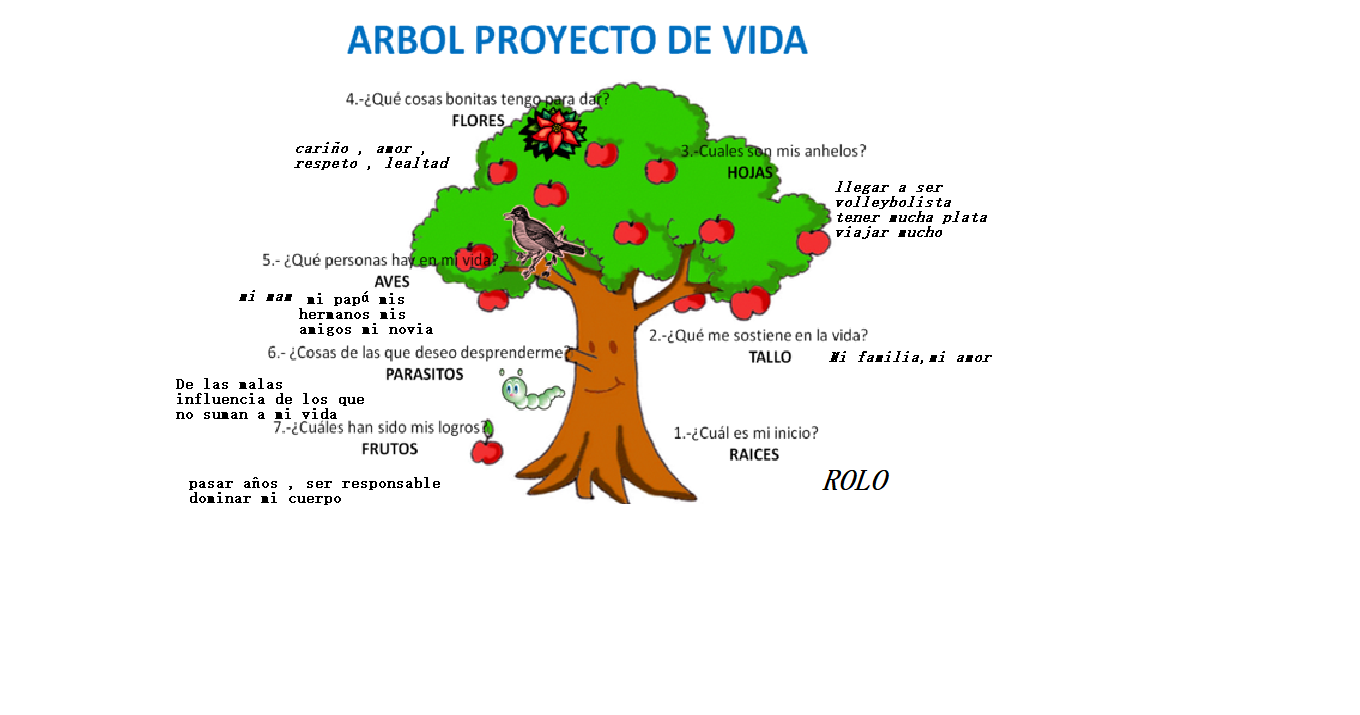 ARBOL PROYECTO DE VIDA
4.-¿Qué cosas bonitas tengo para dar?
FLORES
cariño , amor ,
respeto , lealtad
3.-Cuales son mis anhelos?
HOJAS
llegar a ser
volleybolista
tener mucha plata
viajar mucho
5.- ¿Qué personas hay en mi vida?
AVES
mi mam mi papá mis
hermanos mis
amigos mi novia
2.-¿Qué me sostiene en la vida?
TALLO
Mi familia,mi amor
6.- ¿Cosas de las que deseo desprenderme?
PARASITOS
De las malas
influencia de los que
no suman a mi vida
7.-¿Cuáles han sido mis logros?
FRUTOS
pasar años , ser responsable
dominar mi cuerpo
1.-¿Cuál es mi inicio?
RAICES
ROLO